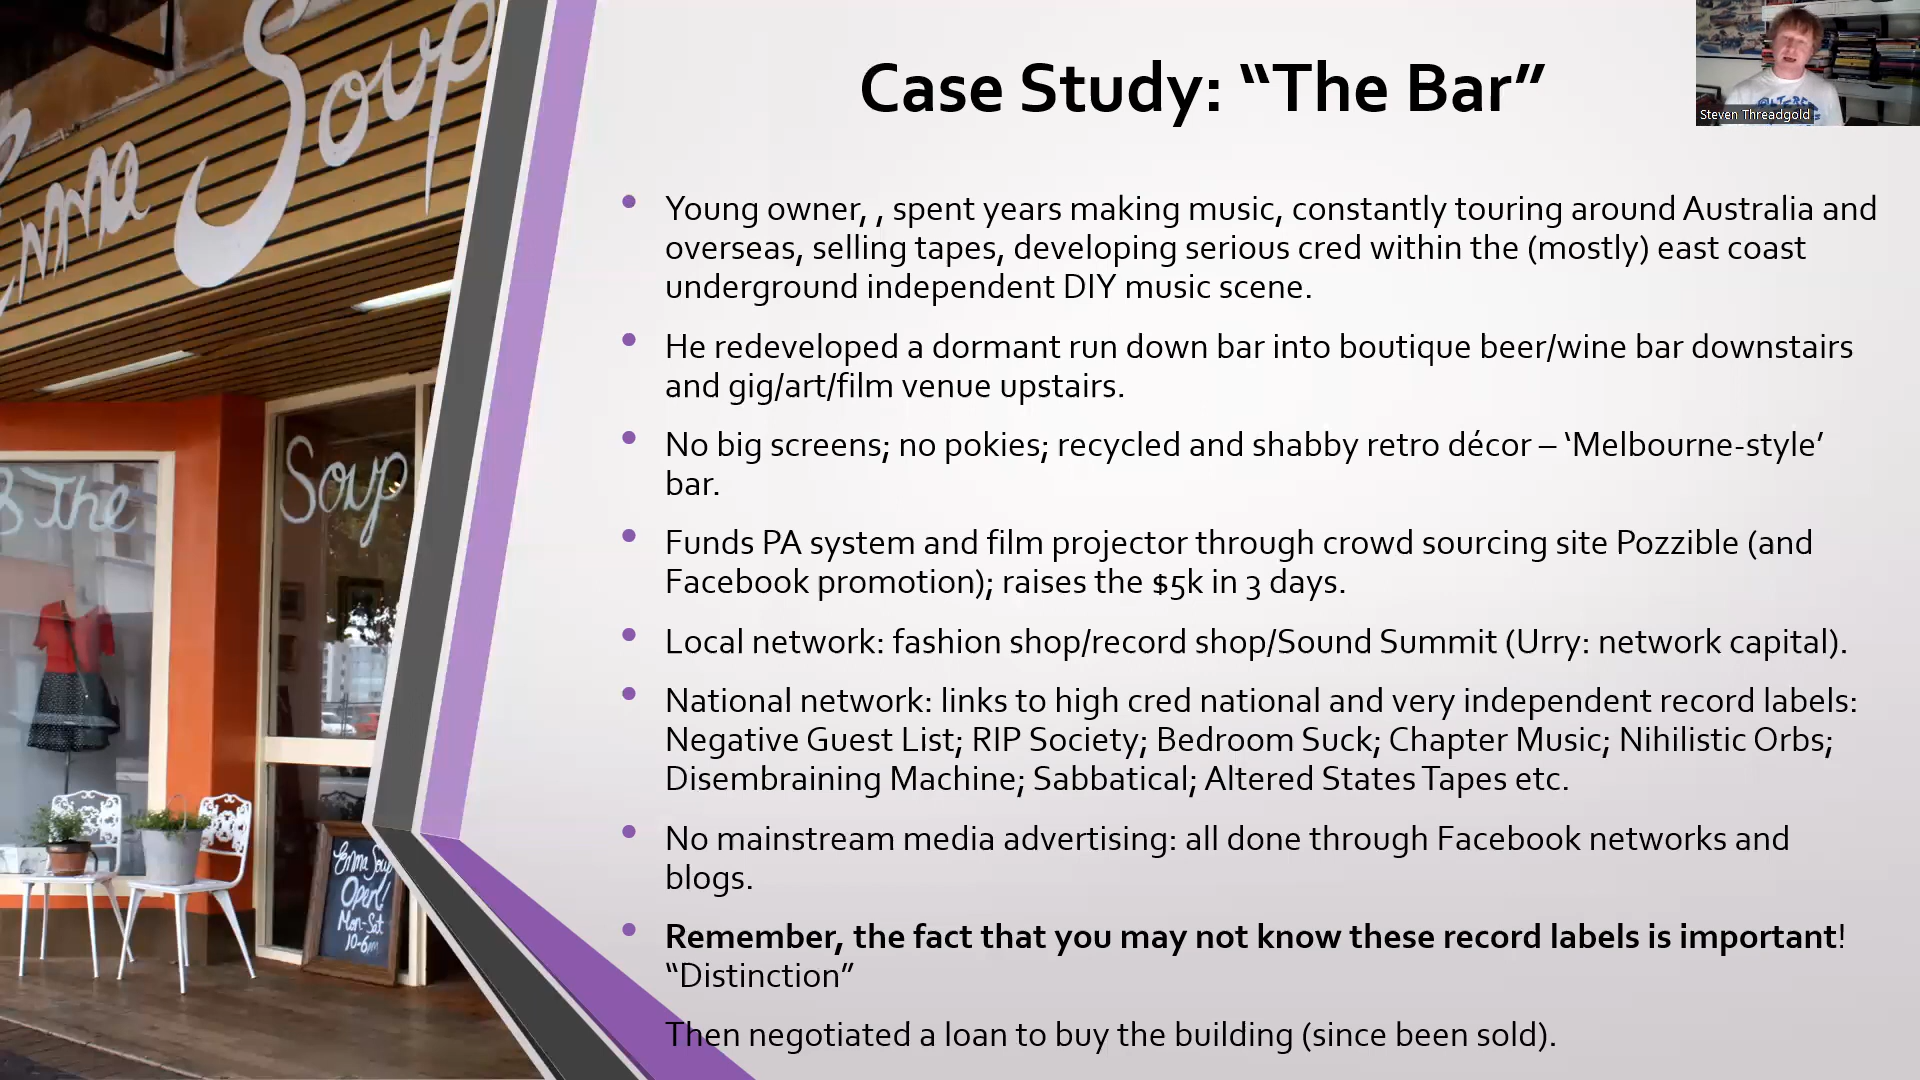 Emma Soup
& The
Soup
Emma Soup
Open!
Mon-Sat
10-6pm
Case Study: “The Bar”
Steven Threadgold
• Young owner, , spent years making music, constantly touring around Australia and
overseas, selling tapes, developing serious cred within the (mostly) east coast
underground independent DIY music scene.
• He redeveloped a dormant run down bar into boutique beer/wine bar downstairs
and gig/art/film venue upstairs.
• No big screens; no pokies; recycled and shabby retro décor – ‘Melbourne-style’
bar.
• Funds PA system and film projector through crowd sourcing site Pozzible (and
Facebook promotion); raises the $5k in 3 days.
• Local network: fashion shop/record shop/Sound Summit (Urry: network capital).
• National network: links to high cred national and very independent record labels:
Negative Guest List; RIP Society; Bedroom Suck; Chapter Music; Nihilistic Orbs;
Disembraining Machine; Sabbatical; Altered States Tapes etc.
• No mainstream media advertising: all done through Facebook networks and
blogs.
• Remember, the fact that you may not know these record labels is important!
“Distinction”
Then negotiated a loan to buy the building (since been sold).